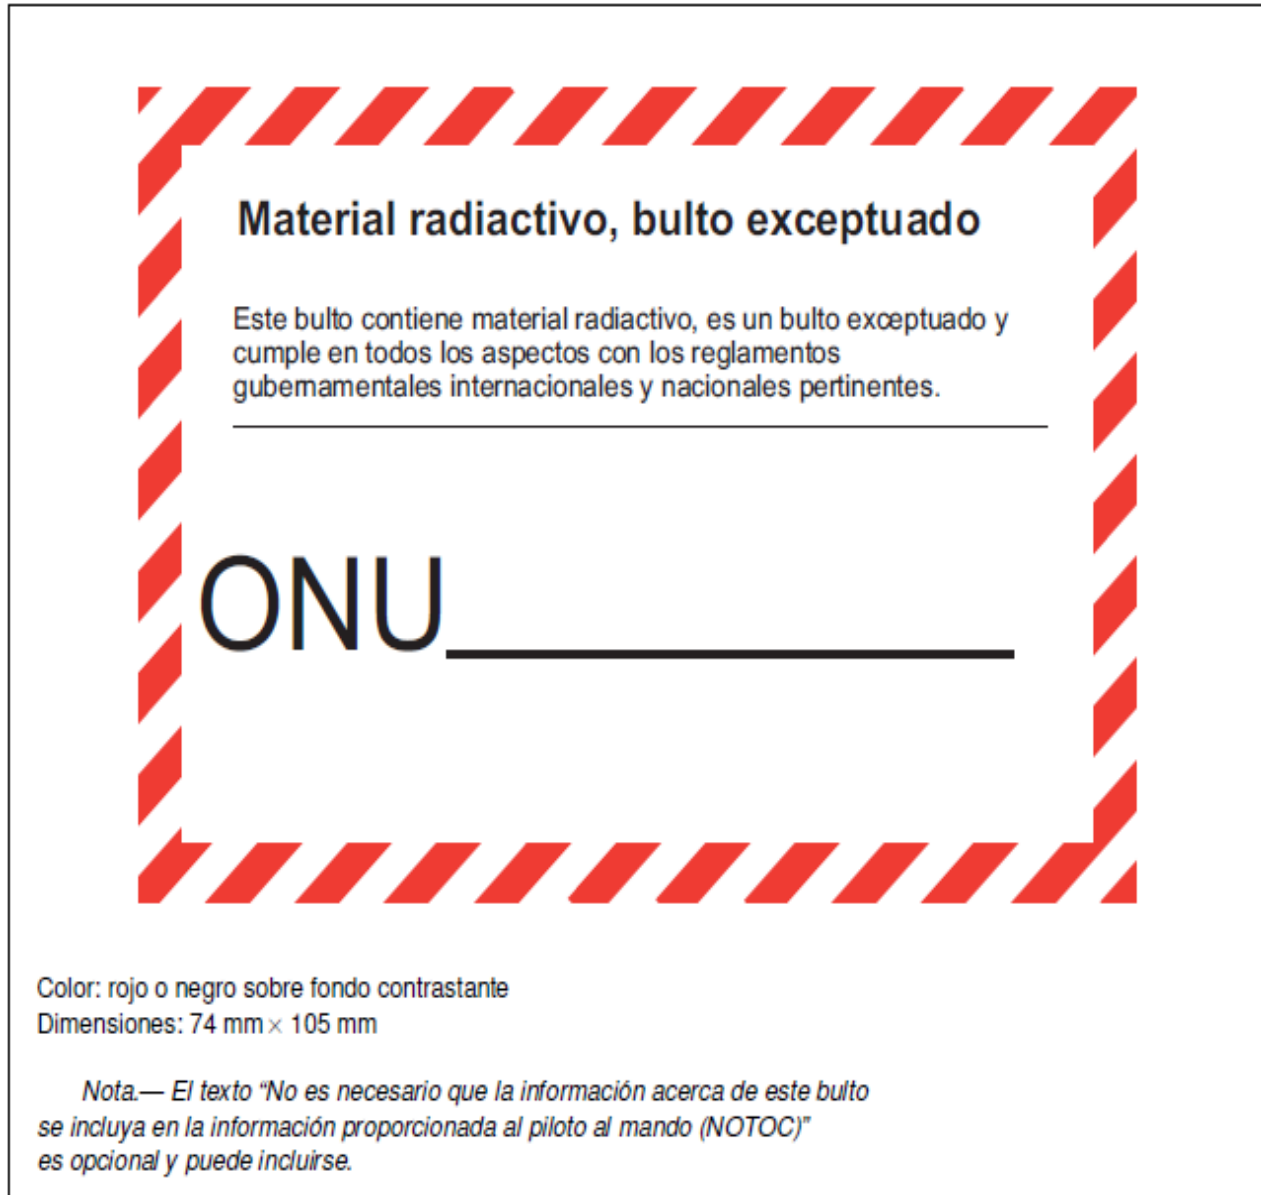 Material radiactivo, bulto exceptuado
Este bulto contiene material radiactivo, es un bulto exceptuado y
cumple en todos los aspectos con los reglamentos
gubernamentales internacionales y nacionales pertinentes.
ONU
Color: rojo o negro sobre fondo contrastante
Dimensiones: 74 mm × 105 mm
Nota.— El texto “No es necesario que la información acerca de este bulto
se incluya en la información proporcionada al piloto al mando (NOTOC)”
es opcional y puede incluirse.